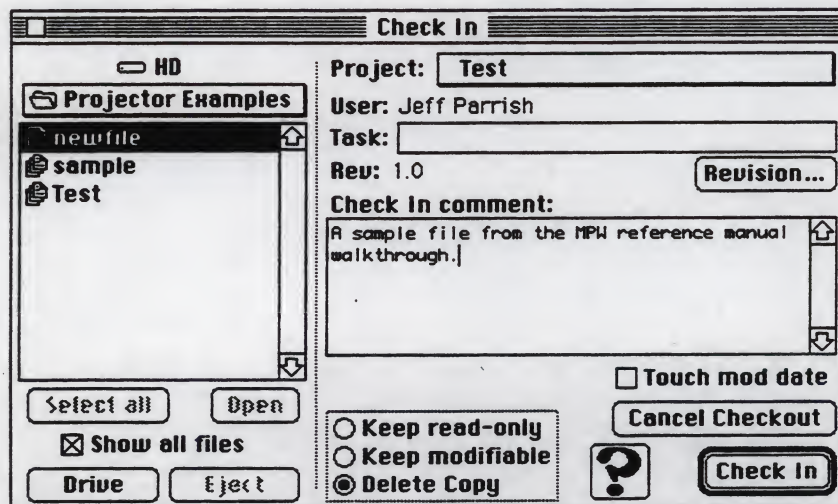 Check In
HD
Projector Examples
newfile
sample
Test
Select all
Open
Show all files
Drive
Eject
Project: Test
User: Jeff Parrish
Task:
Rev: 1.0
Revision...
Check In comment:
A sample file from the MPW reference manual
walkthrough.
Touch mod date
Keep read-only
Keep modifiable
Delete Copy
Cancel Checkout
?
Check In